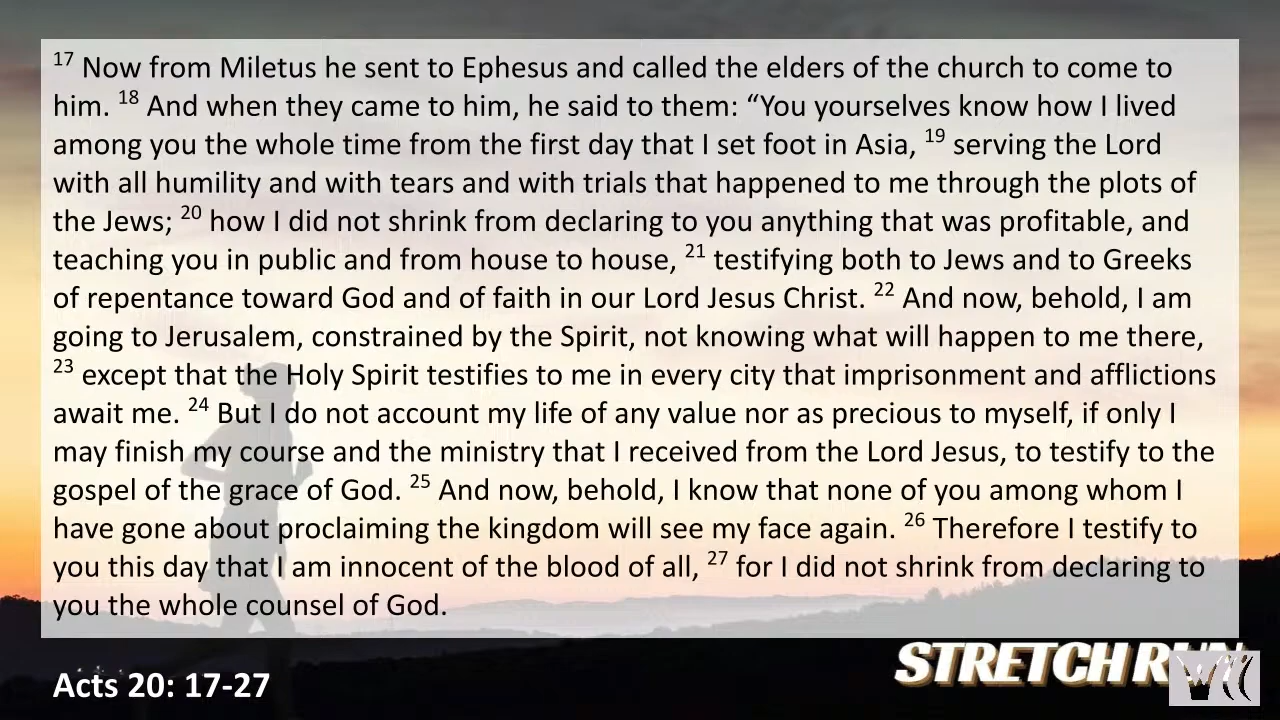 17 Now from Miletus he sent to Ephesus and called the elders of the church to come to
him. 18 And when they came to him, he said to them: “You yourselves know how I lived
among you the whole time from the first day that I set foot in Asia, 19 serving the Lord
with all humility and with tears and with trials that happened to me through the plots of
the Jews; 20 how I did not shrink from declaring to you anything that was profitable, and
teaching you in public and from house to house, 21 testifying both to Jews and to Greeks
of repentance toward God and of faith in our Lord Jesus Christ. 22 And now, behold, I am
going to Jerusalem, constrained by the Spirit, not knowing what will happen to me there,
23 except that the Holy Spirit testifies to me in every city that imprisonment and afflictions
await me. 24 But I do not account my life of any value nor as precious to myself, if only I
may finish my course and the ministry that I received from the Lord Jesus, to testify to the
gospel of the grace of God. 25 And now, behold, I know that none of you among whom I
have gone about proclaiming the kingdom will see my face again. 26 Therefore I testify to
you this day that I am innocent of the blood of all, 27 for I did not shrink from declaring to
you the whole counsel of God.
Acts 20: 17-27
STRETCH RUN